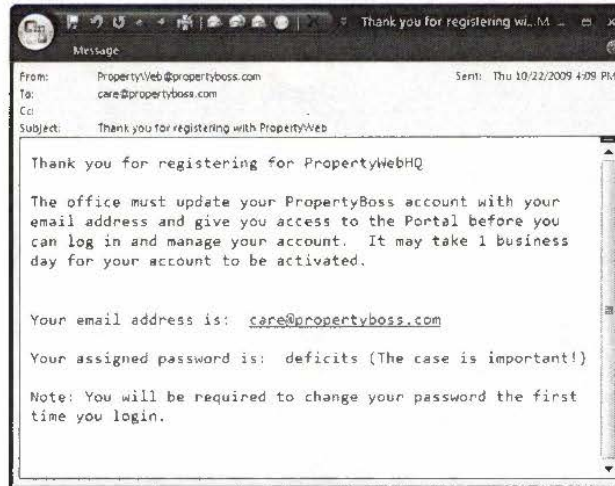 Thank you for registering wi... M
Message
From: PropertyWeb@propertyboss.com Sent: Thu 10/22/2009 4:09 PM
To: care@propertyboss.com
Cc:
Subject: Thank you for registering with PropertyWeb
Thank you for registering for PropertyWebHQ
The office must update your PropertyBoss account with your
email address and give you access to the Portal before you
can log in and manage your account. It may take 1 business
day for your account to be activated.
Your email address is: care@propertyboss.com
Your assigned password is: deficits (The case is important!)
Note: You will be required to change your password the first
time you login.